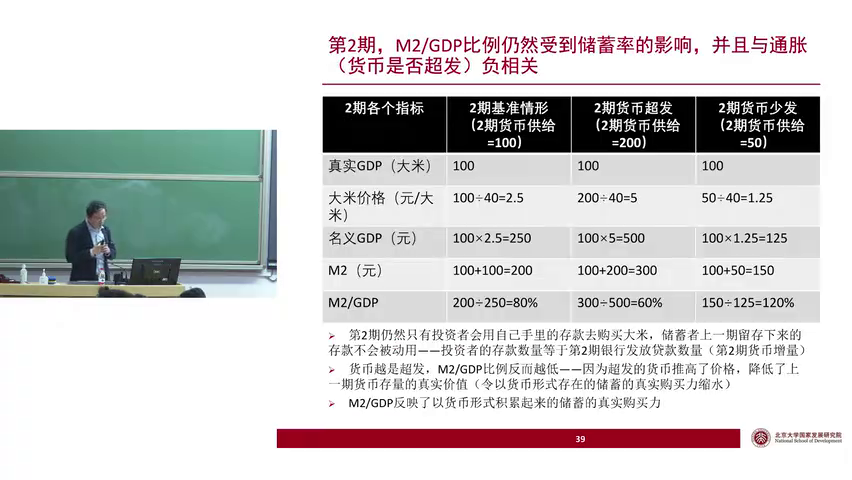 第2期，M2/GDP比例仍然受到储蓄率的影响，并且与通胀
（货币是否超发）负相关
2期各个指标 2期基准情形 2期货币超发 2期货币少发
（2期货币供给 （2期货币供给 （2期货币供给
=100） =200） =50）
真实GDP（大米） 100 100 100
大米价格（元/大 100÷40=2.5 200÷40=5 50÷40=1.25
米）
名义GDP（元） 100×2.5=250 100×5=500 100×1.25=125
M2（元） 100+100=200 100+200=300 100+50=150
M2/GDP 200÷250=80% 300÷500=60% 150÷125=120%
第2期仍然只有投资者会用自己手里的存款去购买大米，储蓄者上一期留存下来的
存款不会被动用——投资者的存款数量等于第2期银行发放贷款数量（第2期货币增量）
货币越是超发，M2/GDP比例反而越低——因为超发的货币推高了价格，降低了上
一期货币存量的真实价值（令以货币形式存在的储蓄的真实购买力缩水）
M2/GDP反映了以货币形式积累起来的储蓄的真实购买力
39
北京大学国家发展研究院
National School of Development